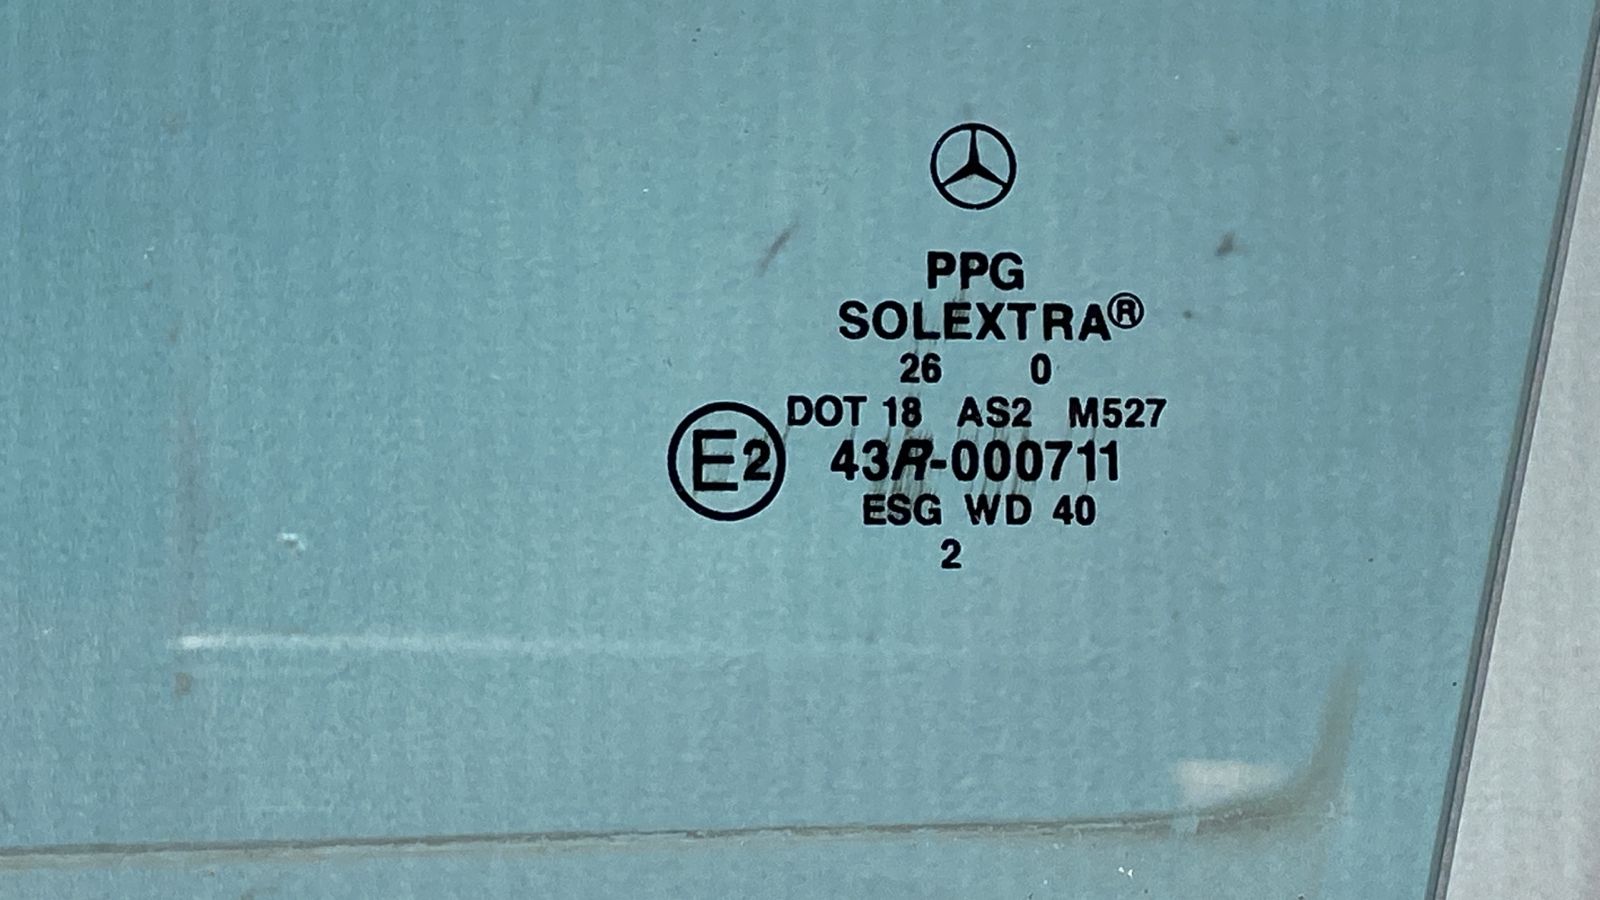 PPG
SOLEXTRA®
26 0
DOT 18 AS2 M527
E2 43R-000711
ESG WD 40
2